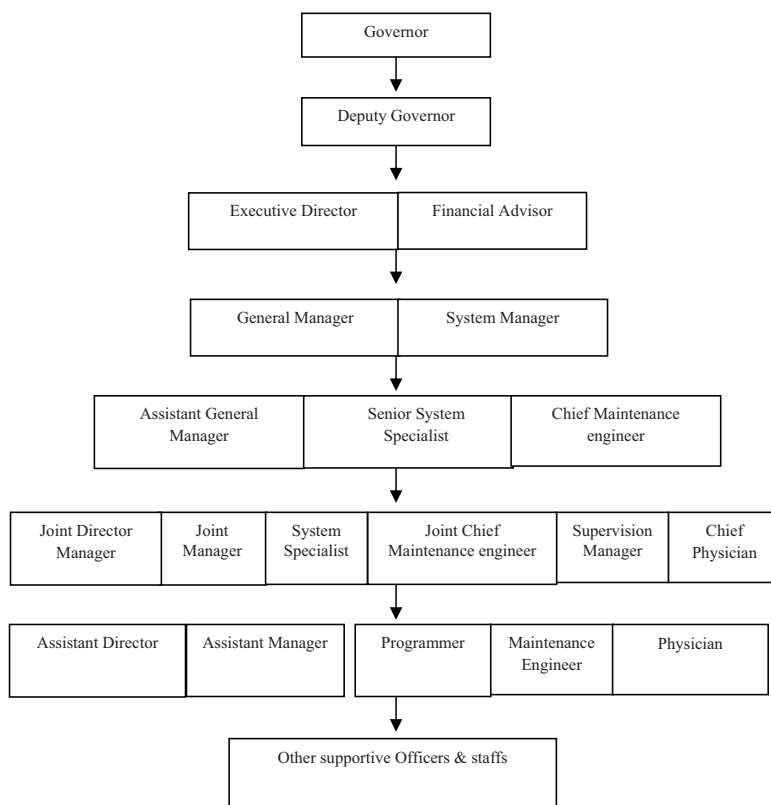 Governor
Deputy Governor
Executive Director
Financial Advisor
General Manager
System Manager
Assistant General
Manager
Senior System
Specialist
Chief Maintenance
engineer
Joint Director
Manager
Joint
Manager
System
Specialist
Joint Chief
Maintenance engineer
Supervision
Manager
Chief
Physician
Assistant Director
Assistant Manager
Programmer
Maintenance
Engineer
Physician
Other supportive Officers & staffs